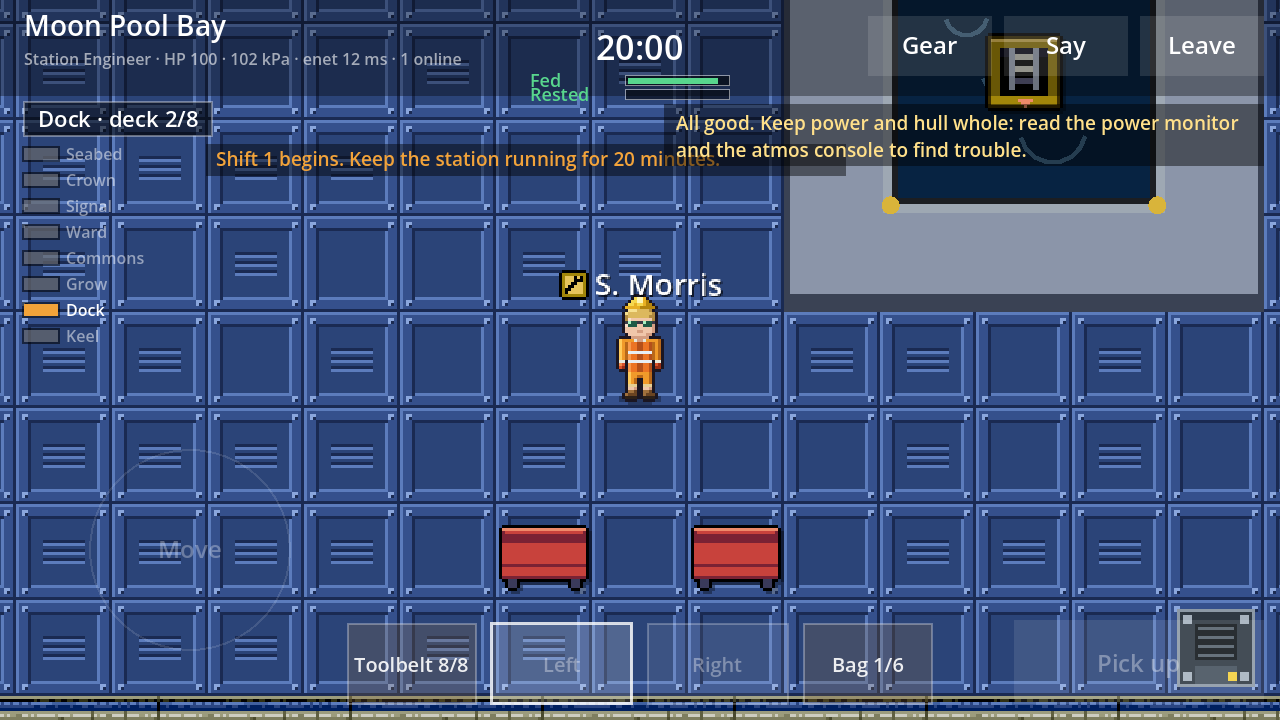 Moon Pool Bay
Station Engineer · HP 100 · 102 kPa · enet 12 ms · 1 online
20:00
Fed
Rested
Gear
Say
Leave
Dock · deck 2/8
All good. Keep power and hull whole: read the power monitor
and the atmos console to find trouble.
Shift 1 begins. Keep the station running for 20 minutes.
Seabed
Crown
Signal
Ward
Commons
Grow
Dock
Keel
S. Morris
Move
Toolbelt 8/8
Left
Right
Bag 1/6
Pick up